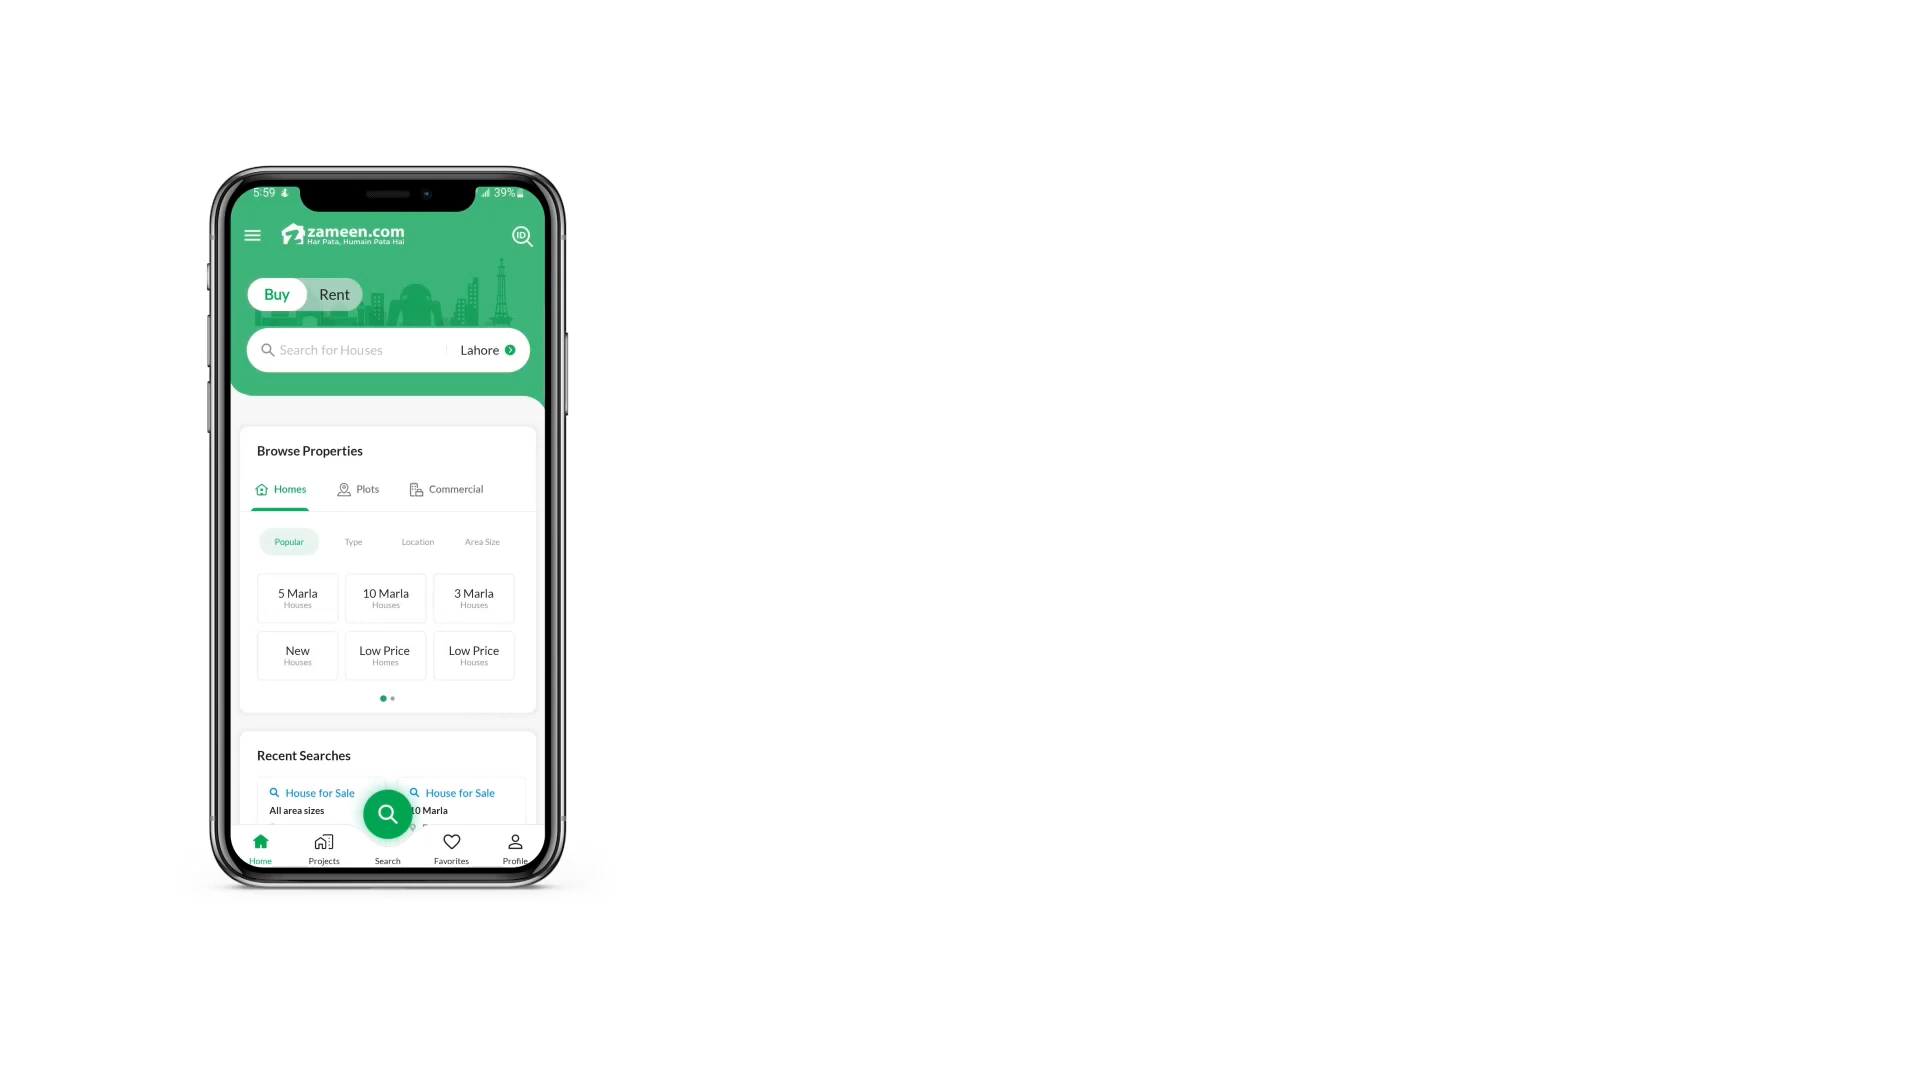 5:59 39%
zameen.com
Har Pata, Humain Pata Hai
ID
Buy Rent
Search for Houses Lahore
Browse Properties
Homes Plots Commercial
Popular Type Location Area Size
5 Marla 10 Marla 3 Marla
Houses Houses Houses
New Low Price Low Price
Houses Homes Houses
Recent Searches
House for Sale House for Sale
All area sizes 10 Marla
Home Projects Search Favorites Profile